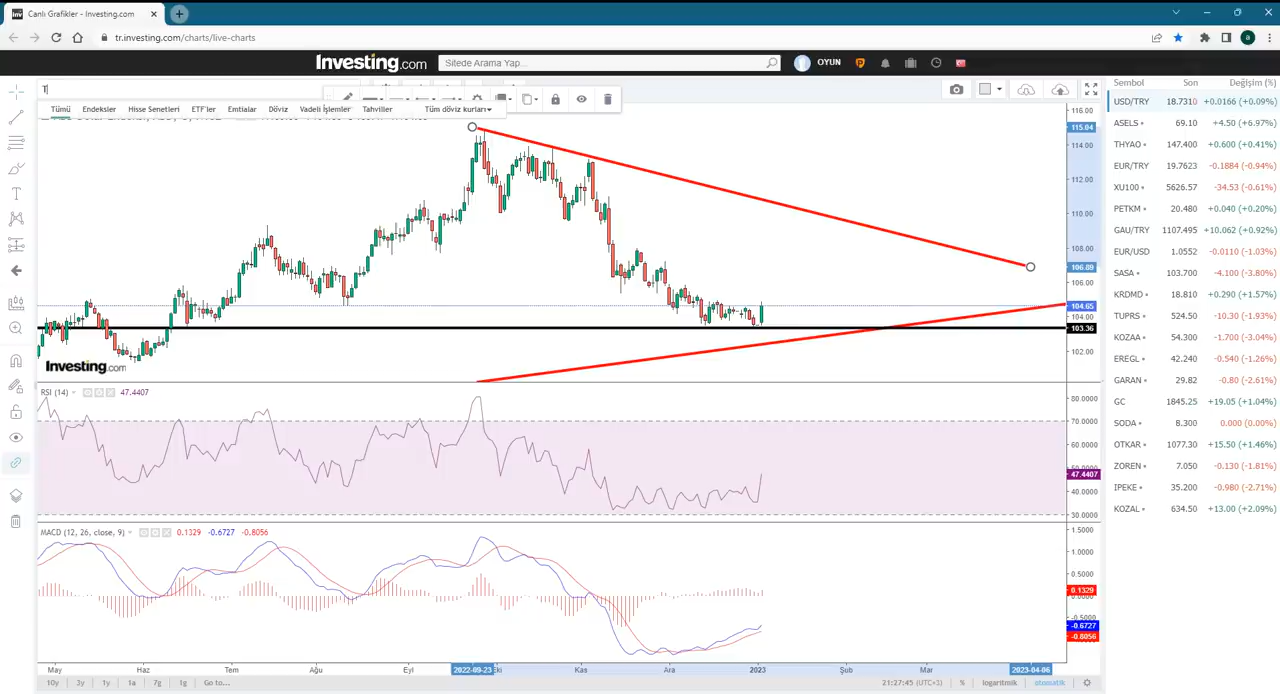 Canlı Grafikler - Investing.com
tr.investing.com/charts/live-charts
Investing.com
Sitede Arama Yap...
OYUN
T
Tümü Endeksler Hisse Senetleri ETF'ler Emtialar Döviz Vadeli İşlemler Tahviller Tüm döviz kurları
Investing.com
116.00
115.04
114.00
112.00
110.00
108.00
106.89
104.65
104.00
103.36
102.00
RSI (14) 47.4407
80.0000
70.0000
60.0000
47.4407
40.0000
30.0000
MACD (12, 26, close, 9) 0.1329 -0.6727 -0.8056
1.5000
1.0000
0.5000
0.1329
-0.6727
-0.8056
May Haz Tem Ağu Eyl 2022-09-23 Eki Kas Ara 2023 Şub Mar 2023-04-06
10y 2y 1y 1a 7g 1g Go to... 21:27:45 (UTC+3) % logaritmik otomatik
Sembol Son Değişim (%)
USD/TRY 18.7310 +0.0166 (+0.09%)
ASELS 69.10 +4.50 (+6.97%)
THYAO 147.400 +0.600 (+0.41%)
EUR/TRY 19.7623 -0.1884 (-0.94%)
XU100 5626.57 -34.53 (-0.61%)
PETKM 20.480 +0.040 (+0.20%)
GAU/TRY 1107.495 +10.062 (+0.92%)
EUR/USD 1.0552 -0.0110 (-1.03%)
SASA 103.700 -4.100 (-3.80%)
KRDMD 18.810 +0.290 (+1.57%)
TUPRS 524.50 -10.30 (-1.93%)
KOZAA 54.300 -1.700 (-3.04%)
EREGL 42.240 -0.540 (-1.26%)
GARAN 29.82 -0.80 (-2.61%)
GC 1845.25 +19.05 (+1.04%)
SODA 8.300 0.000 (0.00%)
OTKAR 1077.30 +15.50 (+1.46%)
ZOREN 7.050 -0.130 (-1.81%)
IPEKE 35.200 -0.980 (-2.71%)
KOZAL 634.50 +13.00 (+2.09%)